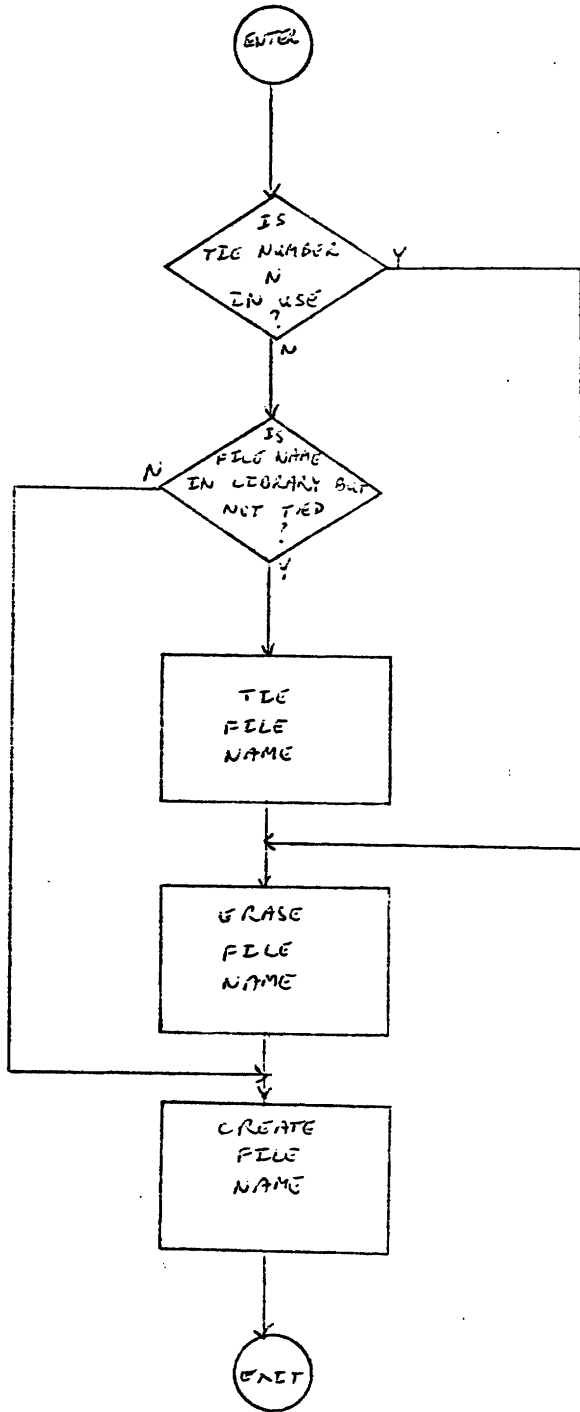 ENTER
IS
TIE NUMBER
N
IN USE
?
Y
N
IS
FILE NAME
IN LIBRARY BUT
NOT TIED
?
N
Y
TIE
FILE
NAME
ERASE
FILE
NAME
CREATE
FILE
NAME
EXIT